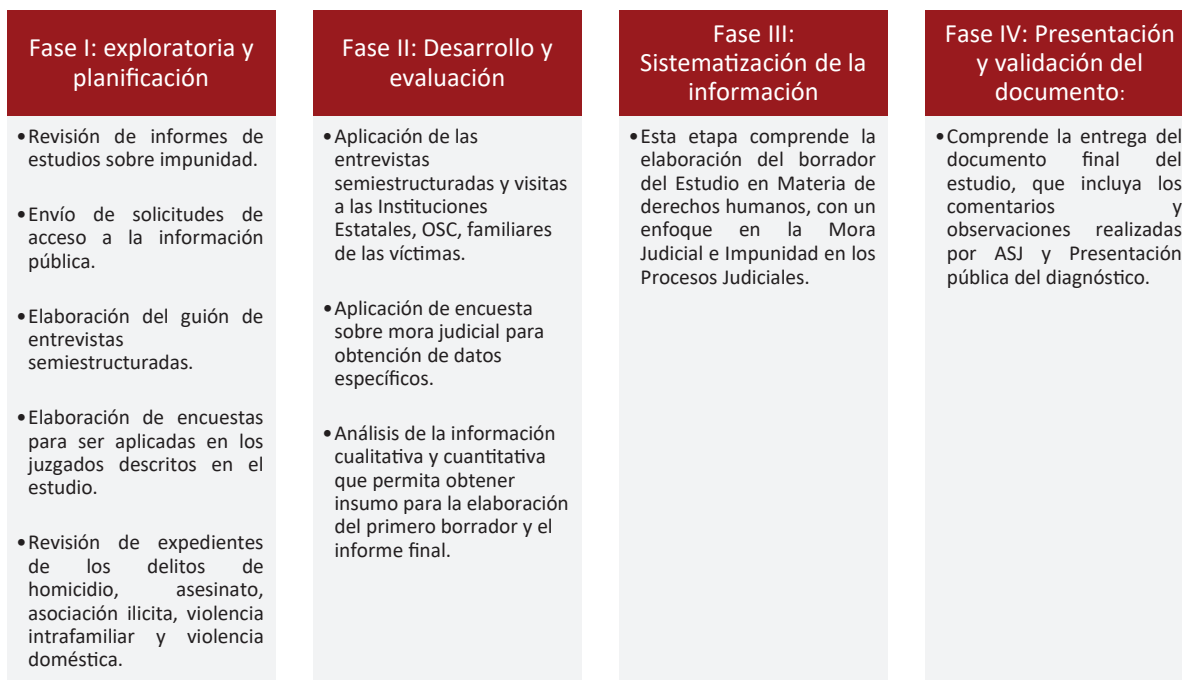 Fase I: exploratoria y
planificación
•Revisión de informes de
estudios sobre impunidad.
•Envío de solicitudes de
acceso a la información
pública.
•Elaboración del guión de
entrevistas
semiestructuradas.
•Elaboración de encuestas
para ser aplicadas en los
juzgados descritos en el
estudio.
•Revisión de expedientes
de los delitos de
homicidio, asesinato,
asociación ilicita, violencia
intrafamiliar y violencia
doméstica.
Fase II: Desarrollo y
evaluación
•Aplicación de las
entrevistas
semiestructuradas y visitas
a las Instituciones
Estatales, OSC, familiares
de las víctimas.
•Aplicación de encuesta
sobre mora judicial para
obtención de datos
específicos.
•Análisis de la información
cualitativa y cuantitativa
que permita obtener
insumo para la elaboración
del primero borrador y el
informe final.
Fase III:
Sistematización de la
información
•Esta etapa comprende la
elaboración del borrador
del Estudio en Materia de
derechos humanos, con un
enfoque en la Mora
Judicial e Impunidad en los
Procesos Judiciales.
Fase IV: Presentación
y validación del
documento:
•Comprende la entrega del
documento final del
estudio, que incluya los
comentarios y
observaciones realizadas
por ASJ y Presentación
pública del diagnóstico.